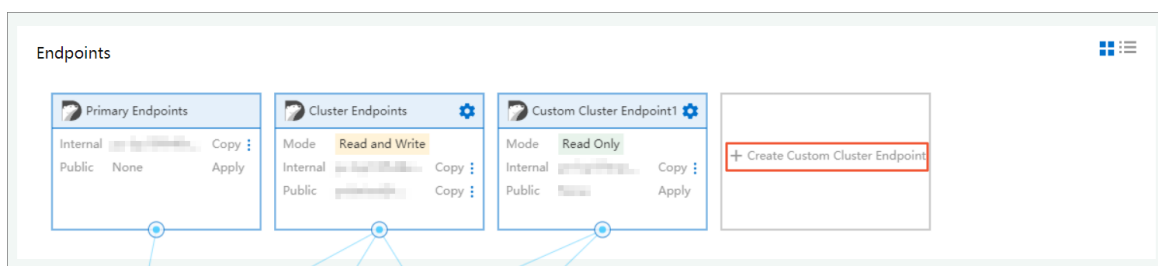 Endpoints
Primary Endpoints
Internal Copy
Public None Apply
Cluster Endpoints
Mode Read and Write
Internal Copy
Public Copy
Custom Cluster Endpoint1
Mode Read Only
Internal Copy
Public Apply
+ Create Custom Cluster Endpoint